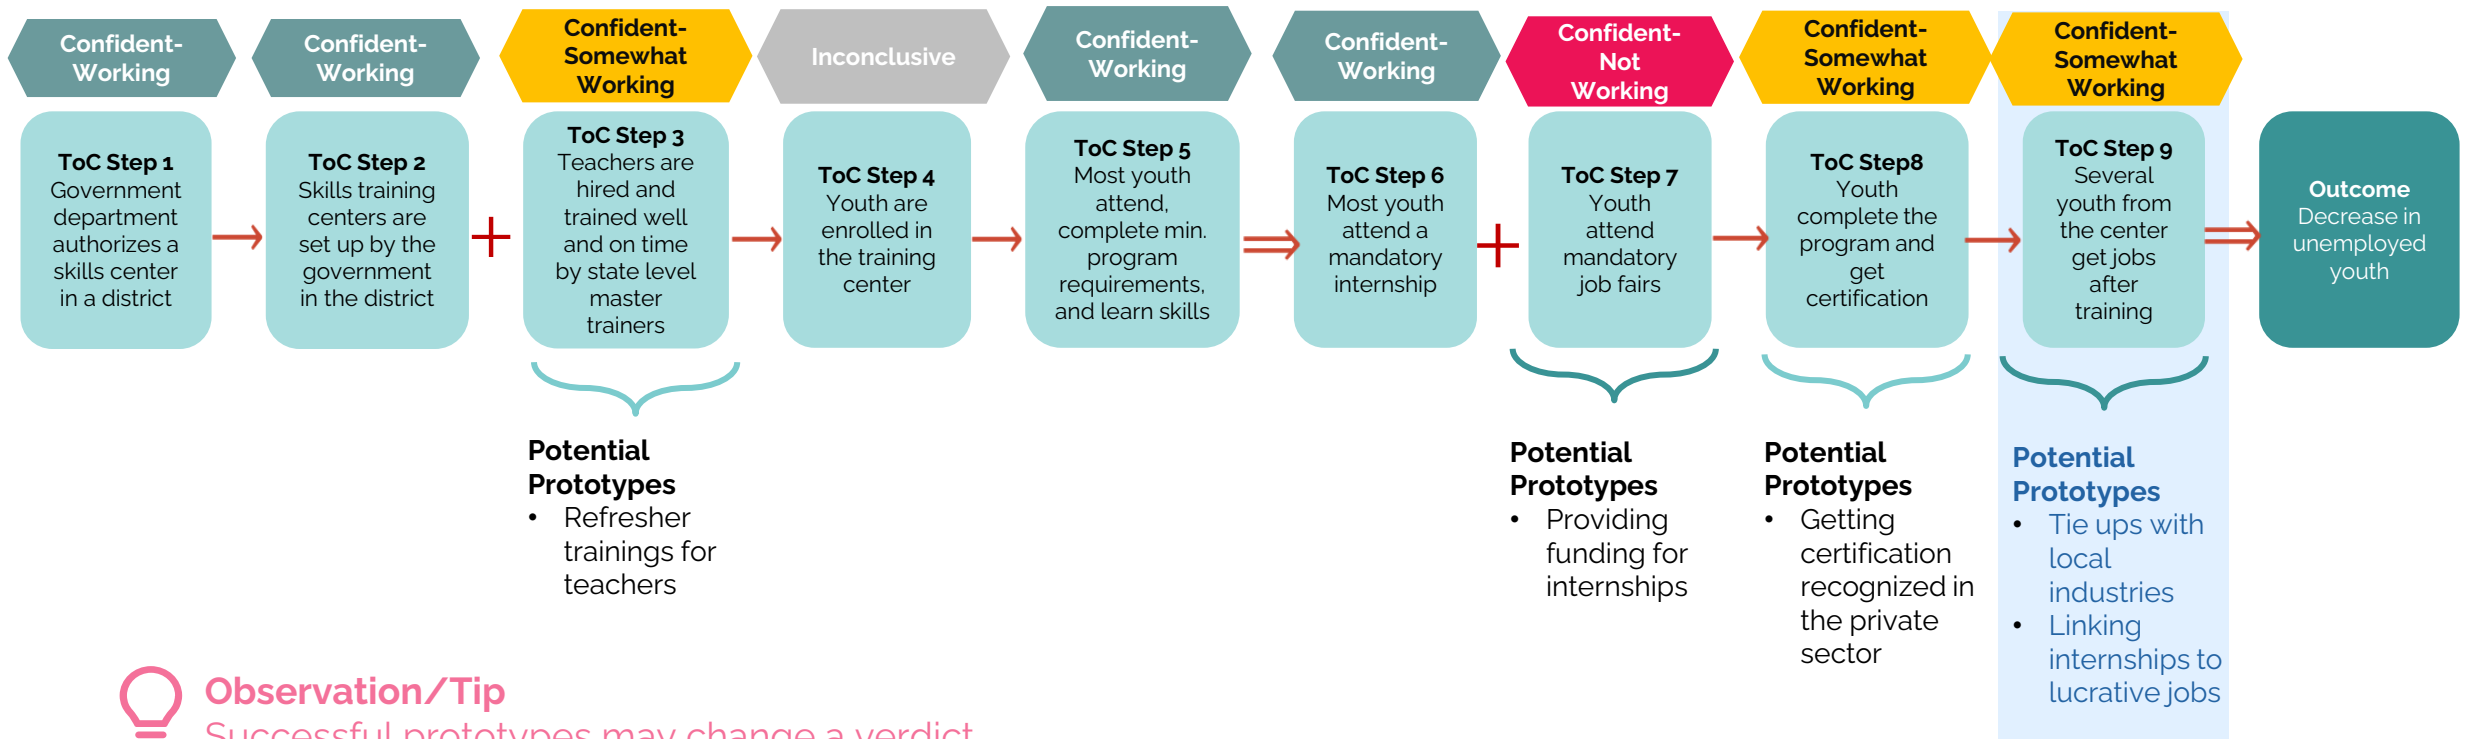 Confident-
Working
Confident-
Working
Confident-
Somewhat
Working
Inconclusive
Confident-
Working
Confident-
Working
Confident-
Not
Working
Confident-
Somewhat
Working
Confident-
Somewhat
Working
ToC Step 1
Government
department
authorizes a
skills center
in a district
ToC Step 2
Skills training
centers are
set up by the
government
in the district
+
ToC Step 3
Teachers are
hired and
trained well
and on time
by state level
master
trainers
ToC Step 4
Youth are
enrolled in
the training
center
ToC Step 5
Most youth
attend,
complete min.
program
requirements,
and learn skills
ToC Step 6
Most youth
attend a
mandatory
internship
+
ToC Step 7
Youth
attend
mandatory
job fairs
ToC Step8
Youth
complete the
program and
get
certification
ToC Step 9
Several
youth from
the center
get jobs
after
training
Outcome
Decrease in
unemployed
youth
Potential
Prototypes
• Refresher
trainings for
teachers
Potential
Prototypes
• Providing
funding for
internships
Potential
Prototypes
• Getting
certification
recognized in
the private
sector
Potential
Prototypes
• Tie ups with
local
industries
• Linking
internships to
lucrative jobs
Observation/Tip
Successful prototypes may change a verdict